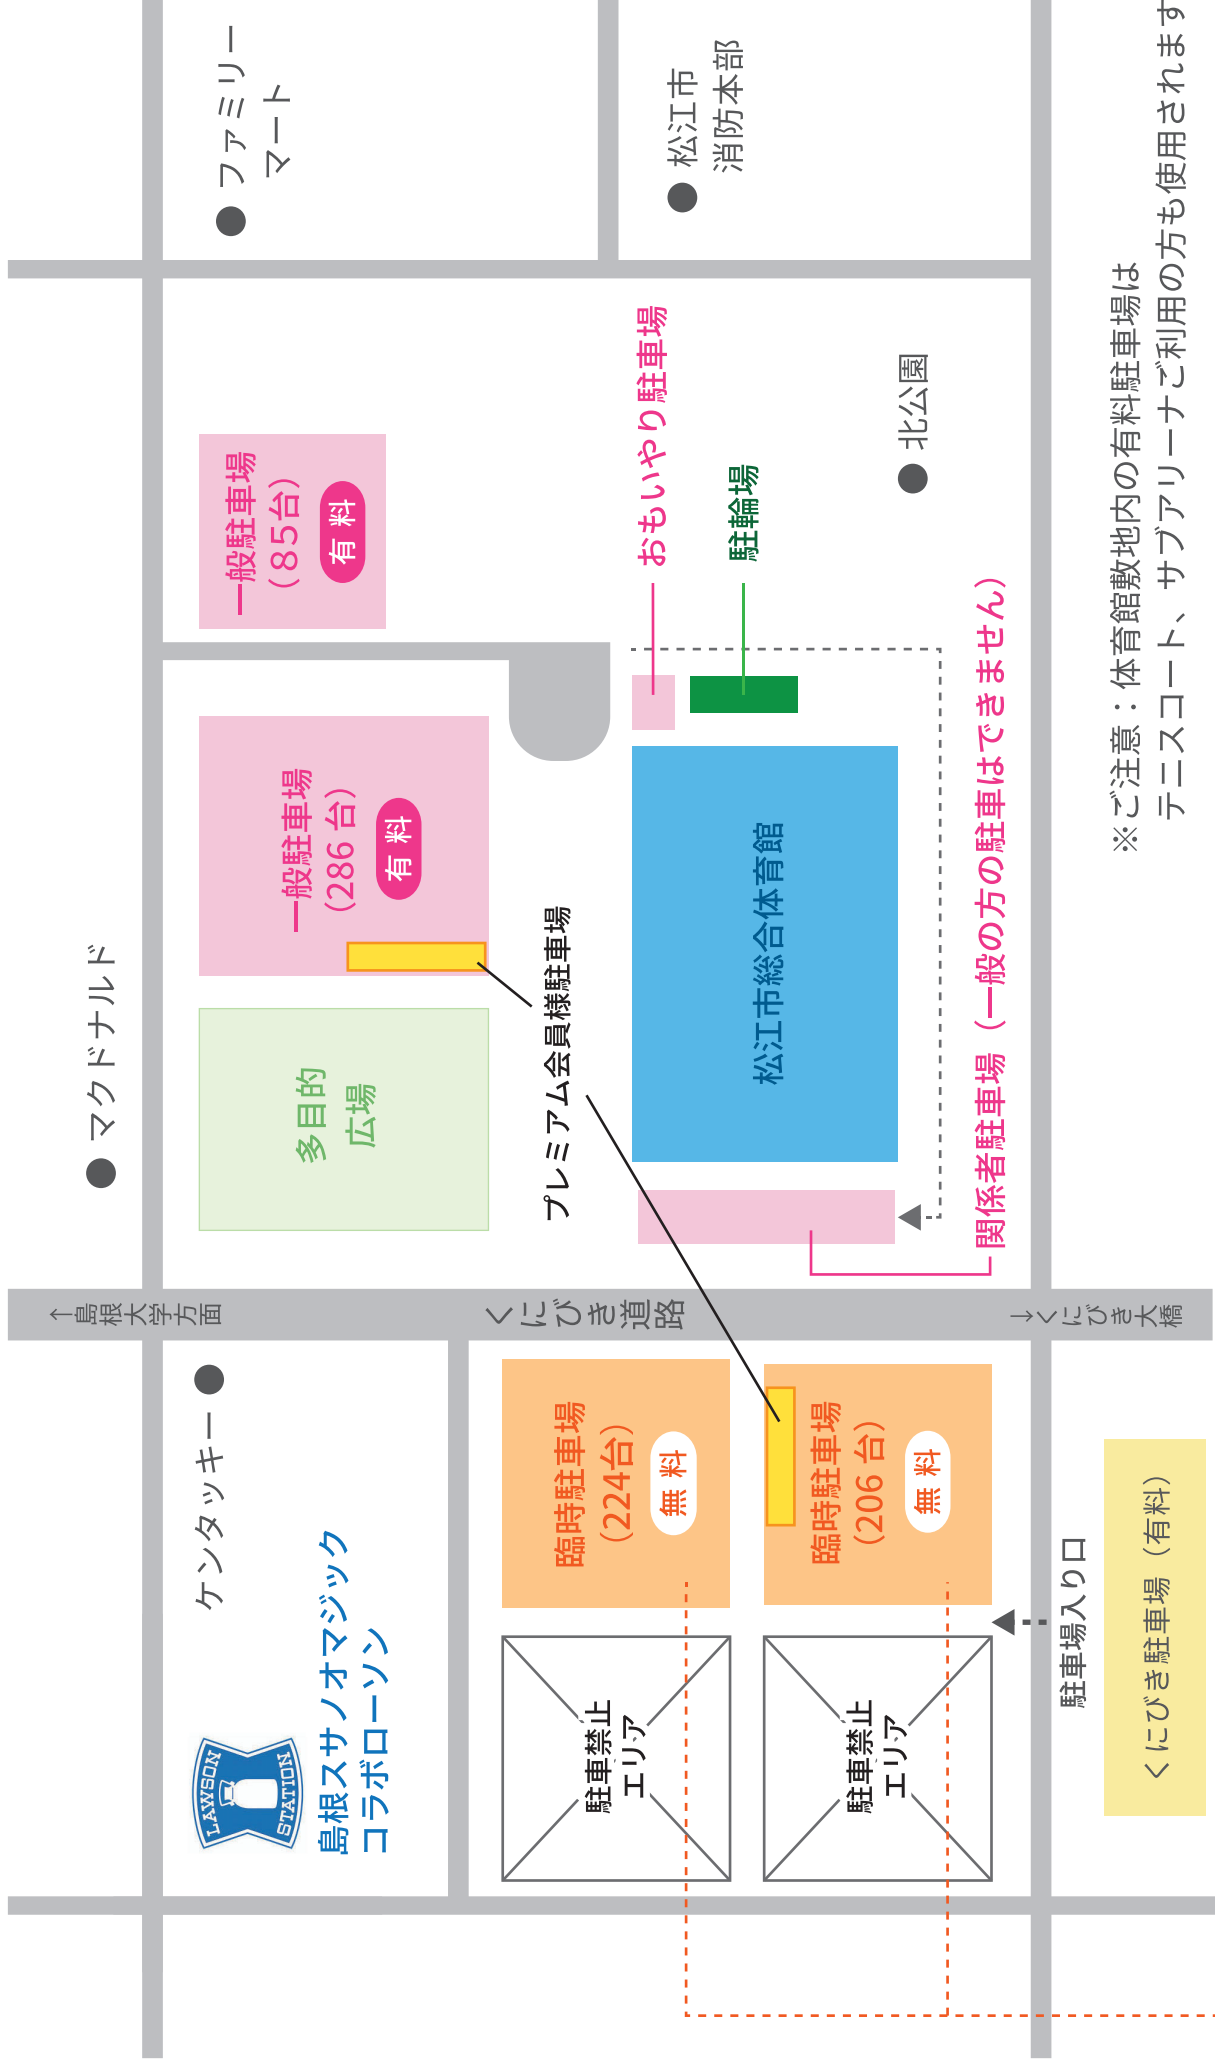 LAWSON
STATION
島根スサノオマジック
コラボローソン
ケンタッキー
↑島根大学方面
マクドナルド
ファミリー
マート
多目的
広場
一般駐車場
(286台)
有料
一般駐車場
(85台)
有料
駐車禁止
エリア
臨時駐車場
(224台)
無料
くにびき道路
プレミアム会員様駐車場
おもいやり駐車場
駐輪場
松江市
消防本部
松江市総合体育館
駐車禁止
エリア
臨時駐車場
(206台)
無料
北公園
関係者駐車場（一般の方の駐車はできません）
駐車場入り口
→くにびき大橋
くにびき駐車場（有料）
※ご注意：体育館敷地内の有料駐車場は
テニスコート、サブアリーナご利用の方も使用されます